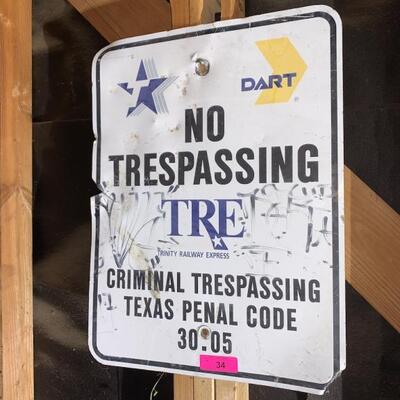 DART
NO
TRESPASSING
TRE
TRINITY RAILWAY EXPRESS
CRIMINAL TRESPASSING
TEXAS PENAL CODE
30.05
34